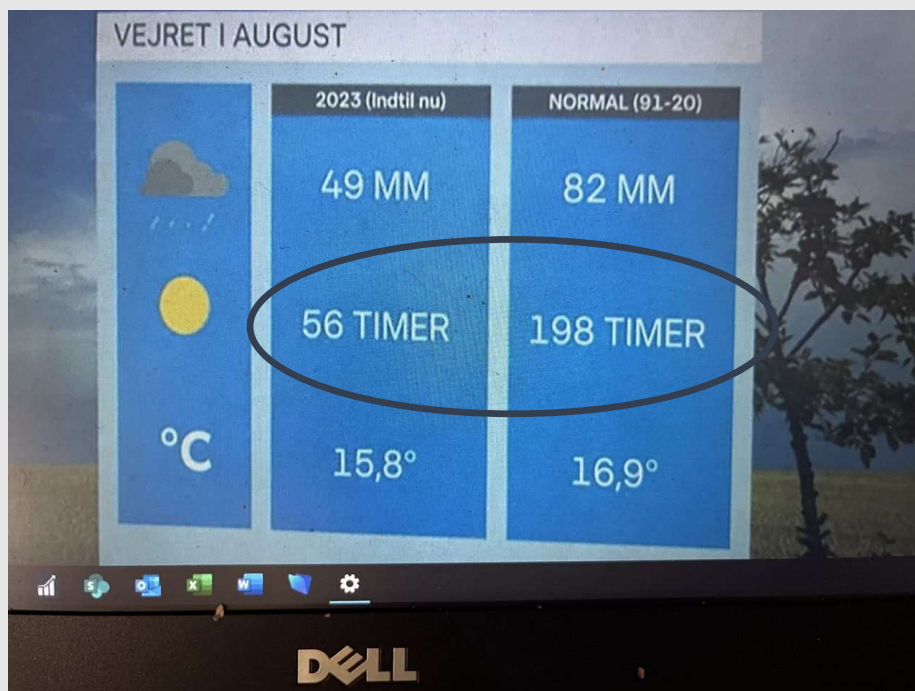 VEJRET I AUGUST
2023 (Indtil nu) NORMAL (91-20)
49 MM 82 MM
56 TIMER 198 TIMER
°C 15,8° 16,9°
S O X W
DELL